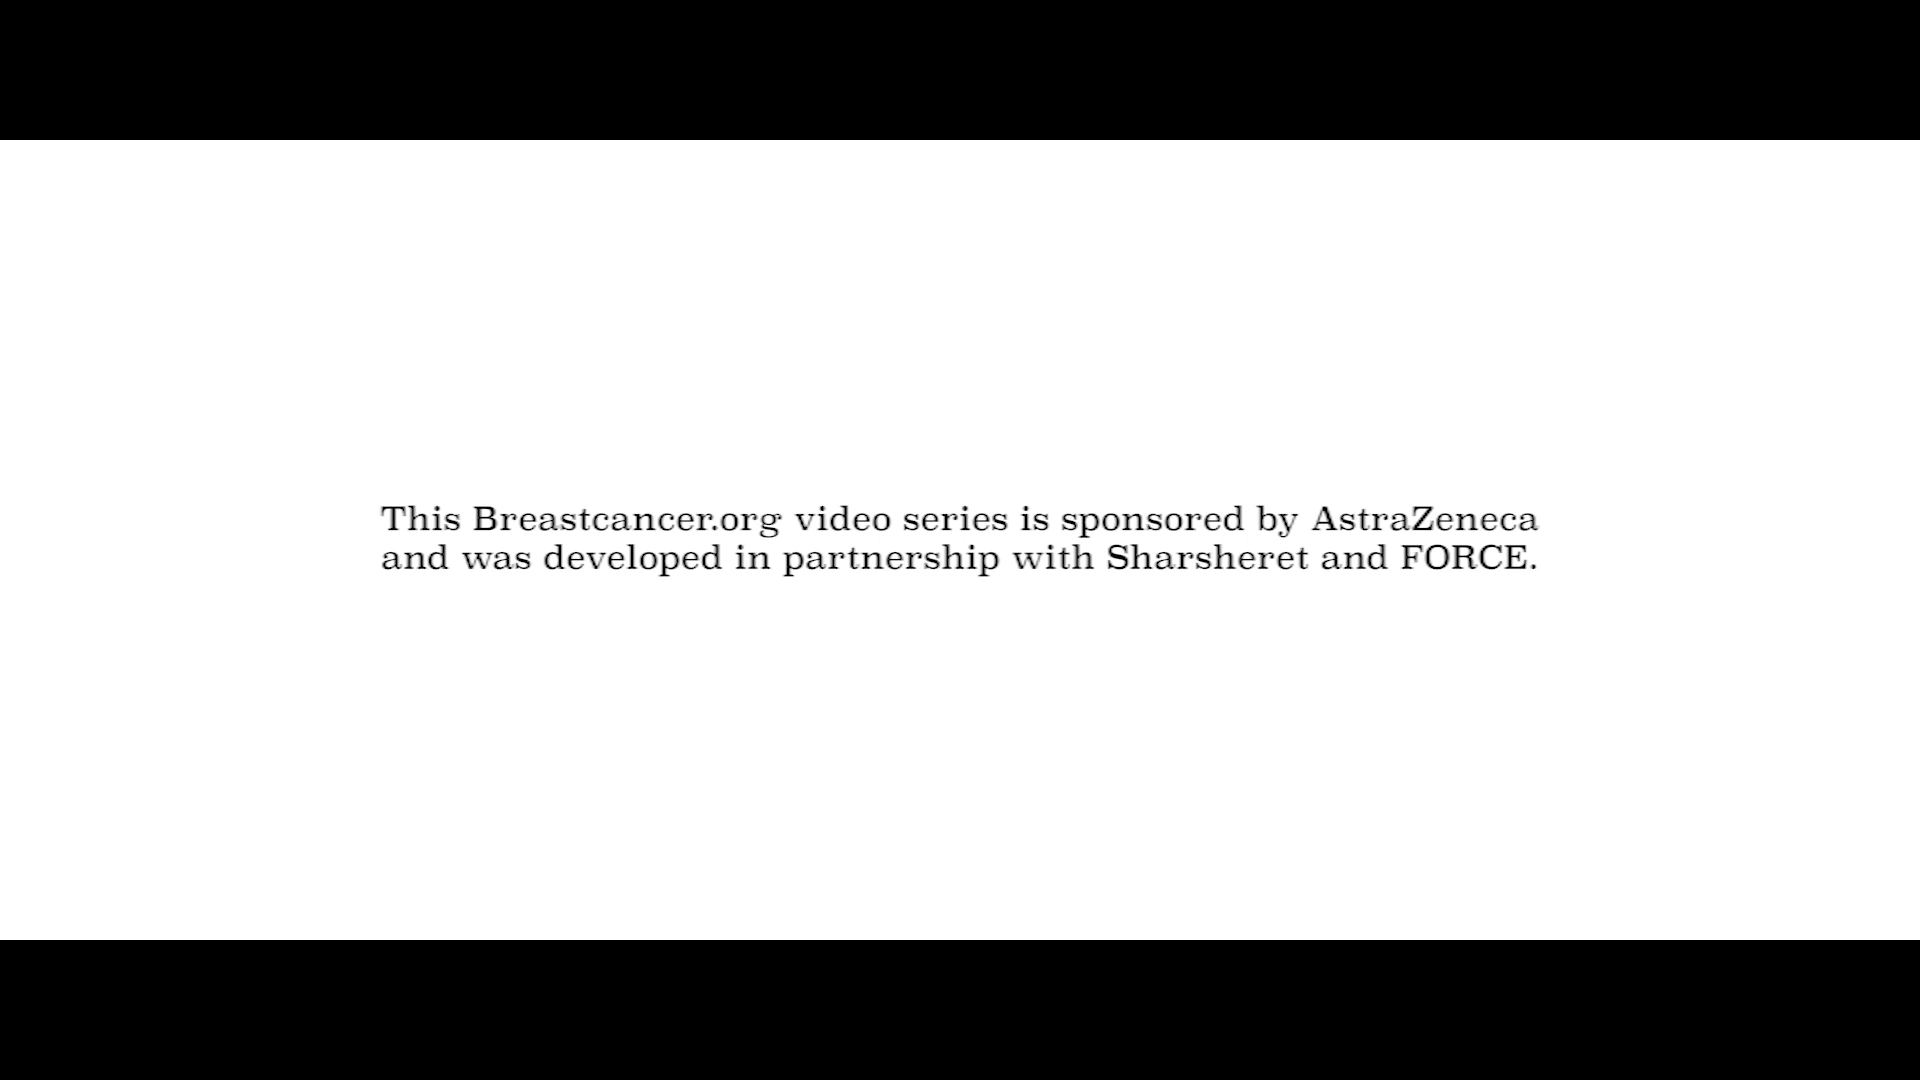 This Breastcancer.org video series is sponsored by AstraZeneca
and was developed in partnership with Sharsheret and FORCE.